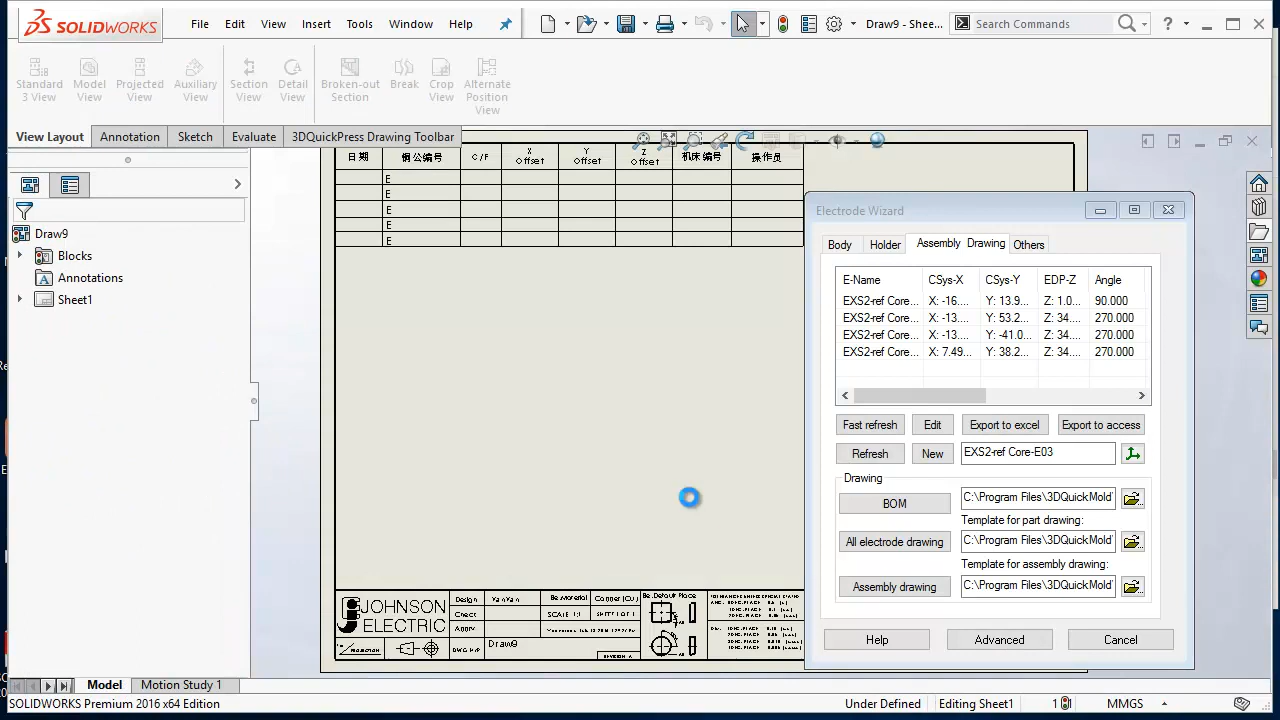 SOLIDWORKS
File Edit View Insert Tools Window Help
Draw9 - Shee...
Search Commands
?
Standard 3 View
Model View
Projected View
Auxiliary View
Section View
Detail View
Broken-out Section
Break
Crop View
Alternate Position View
View Layout Annotation Sketch Evaluate 3DQuickPress Drawing Toolbar
日期 铜公编号 C/F X Offset Y Offset Z Offset 机床编号 操作员
E
E
E
E
E
Draw9
Blocks
Annotations
Sheet1
Electrode Wizard
Body Holder Assembly Drawing Others
E-Name CSys-X CSys-Y EDP-Z Angle
EXS2-ref Core... X: -16.... Y: 13.9... Z: 1.0... 90.000
EXS2-ref Core... X: -13.... Y: 53.2... Z: 34.... 270.000
EXS2-ref Core... X: -13.... Y: -41.0... Z: 34.... 270.000
EXS2-ref Core... X: 7.49... Y: 38.2... Z: 34.... 270.000
Fast refresh Edit Export to excel Export to access
Refresh New EXS2-ref Core-E03
Drawing
BOM C:\Program Files\3DQuickMold\
Template for part drawing:
All electrode drawing C:\Program Files\3DQuickMold\
Template for assembly drawing:
Assembly drawing C:\Program Files\3DQuickMold\
Help Advanced Cancel
JOHNSON
ELECTRIC
Design
SCALE 1:1
Draw9
Model Motion Study 1
SOLIDWORKS Premium 2016 x64 Edition
Under Defined Editing Sheet1 1 MMGS